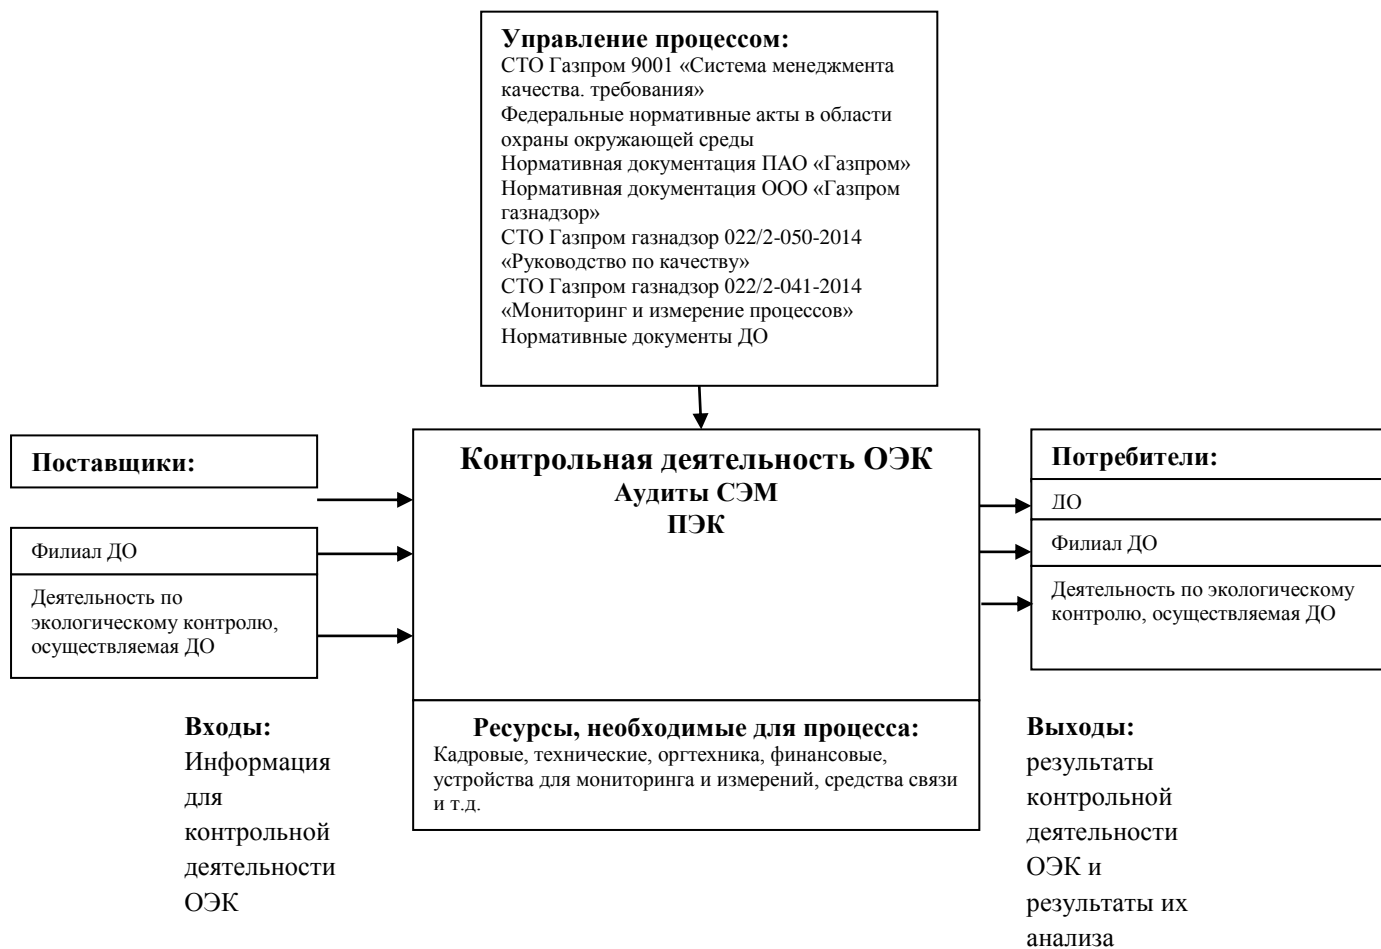 Управление процессом:
СТО Газпром 9001 «Система менеджмента
качества. требования»
Федеральные нормативные акты в области
охраны окружающей среды
Нормативная документация ПАО «Газпром»
Нормативная документация ООО «Газпром
газнадзор»
СТО Газпром газнадзор 022/2-050-2014
«Руководство по качеству»
СТО Газпром газнадзор 022/2-041-2014
«Мониторинг и измерение процессов»
Нормативные документы ДО
Поставщики:
Филиал ДО
Деятельность по
экологическому контролю,
осуществляемая ДО
Контрольная деятельность ОЭК
Аудиты СЭМ
ПЭК
Ресурсы, необходимые для процесса:
Кадровые, технические, оргтехника, финансовые,
устройства для мониторинга и измерений, средства связи
и т.д.
Потребители:
ДО
Филиал ДО
Деятельность по экологическому
контролю, осуществляемая ДО
Входы:
Информация
для
контрольной
деятельности
ОЭК
Выходы:
результаты
контрольной
деятельности
ОЭК и
результаты их
анализа